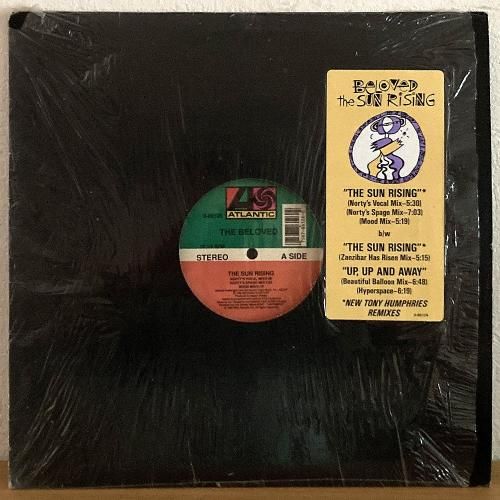 BELOVED
the SUN RISING
"THE SUN RISING"*
(Norty's Vocal Mix–5:30)
(Norty's Spago Mix–7:03)
(Mood Mix–5:19)
b/w
"THE SUN RISING"*
(Zanzibar Has Risen Mix–5:15)
"UP, UP AND AWAY"
(Beautiful Balloon Mix–6:48)
(Hyperspace–6:19)
*NEW TONY HUMPHRIES
REMIXES
ATLANTIC
THE BELOVED
STEREO
A SIDE
THE SUN RISING